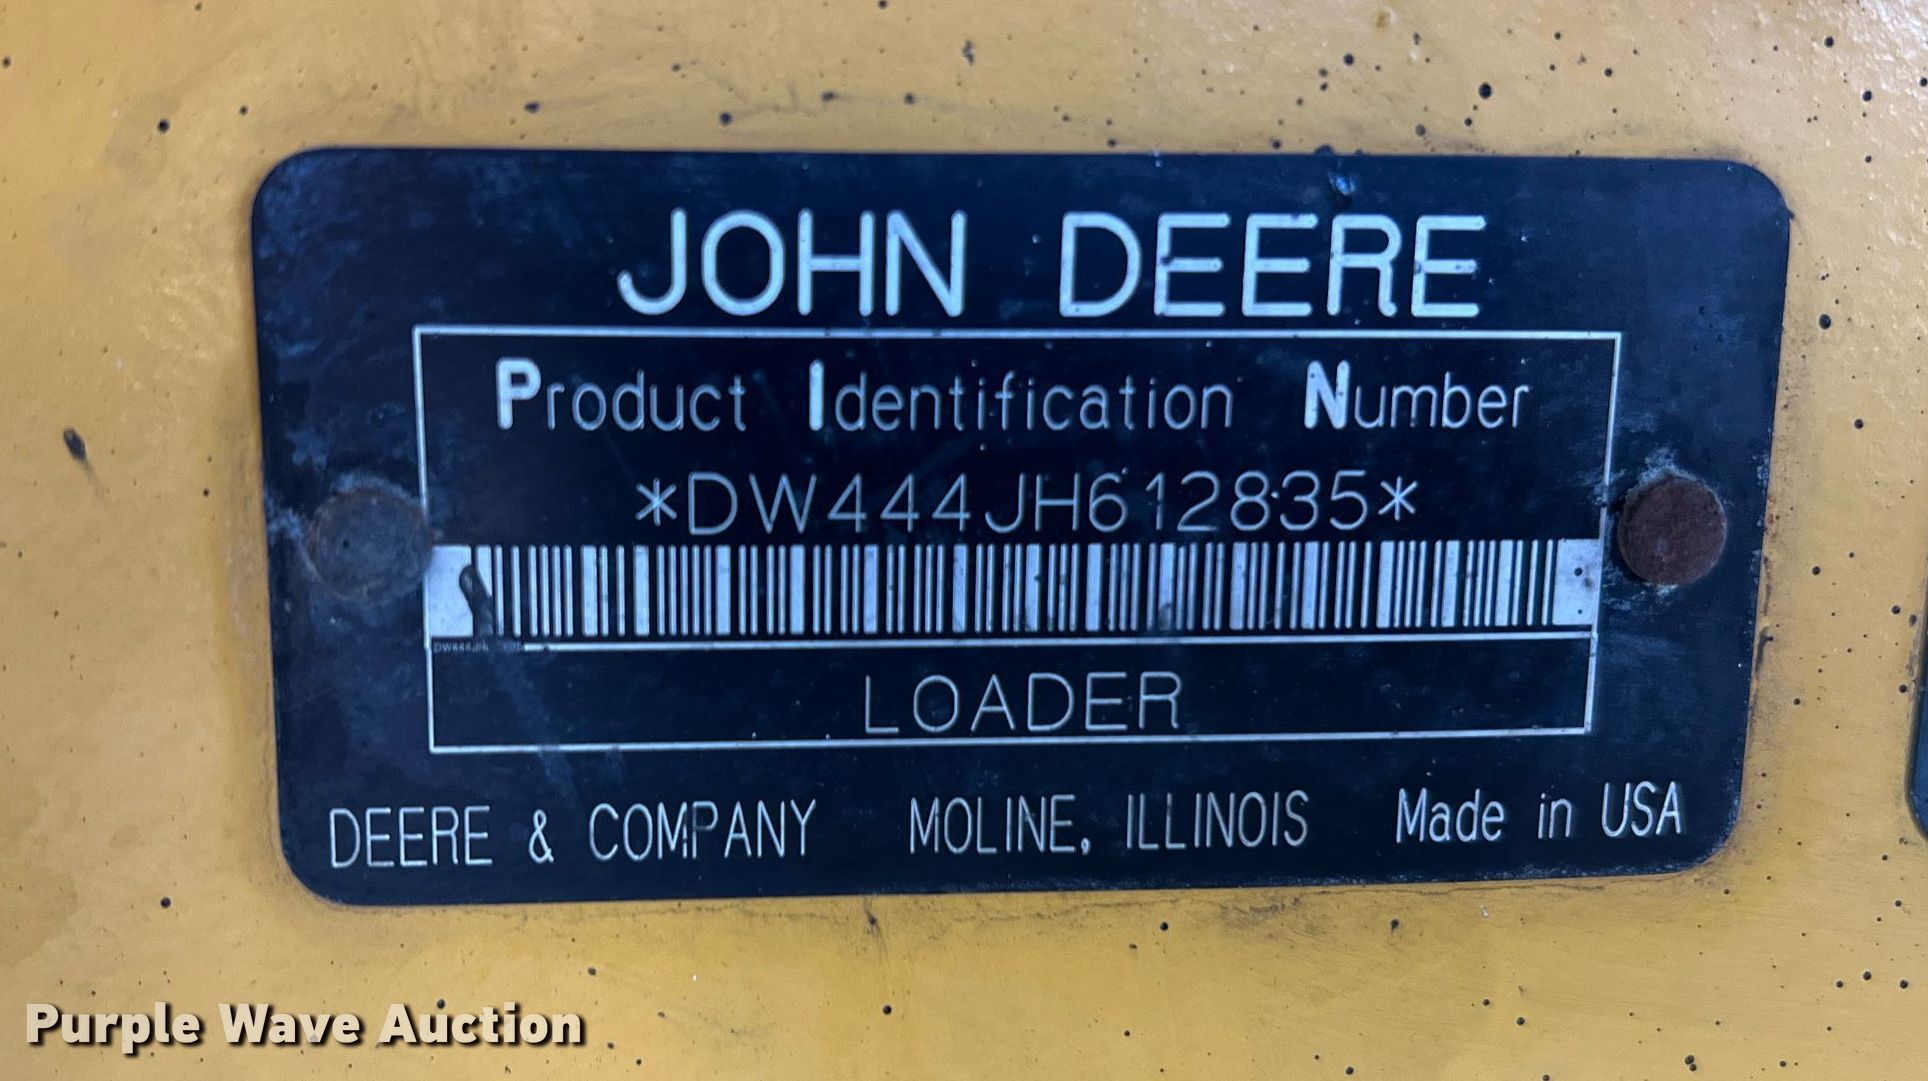 JOHN DEERE
Product Identification Number
*DW444JH612835*
LOADER
DEERE & COMPANY MOLINE, ILLINOIS Made in USA
Purple Wave Auction